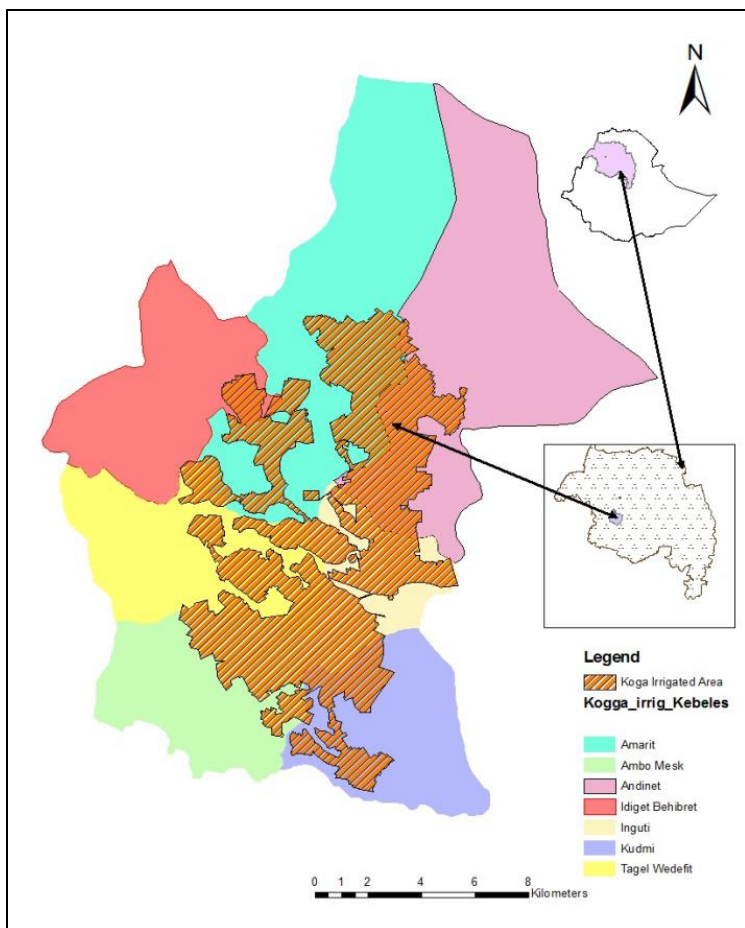 N
Legend
Koga Irrigated Area
Kogga_irrig_Kebeles
Amarit
Ambo Mesk
Andinet
Idiget Behibret
Inguti
Kudmi
Tagel Wedefit
0 1 2 4 6 8
Kilometers